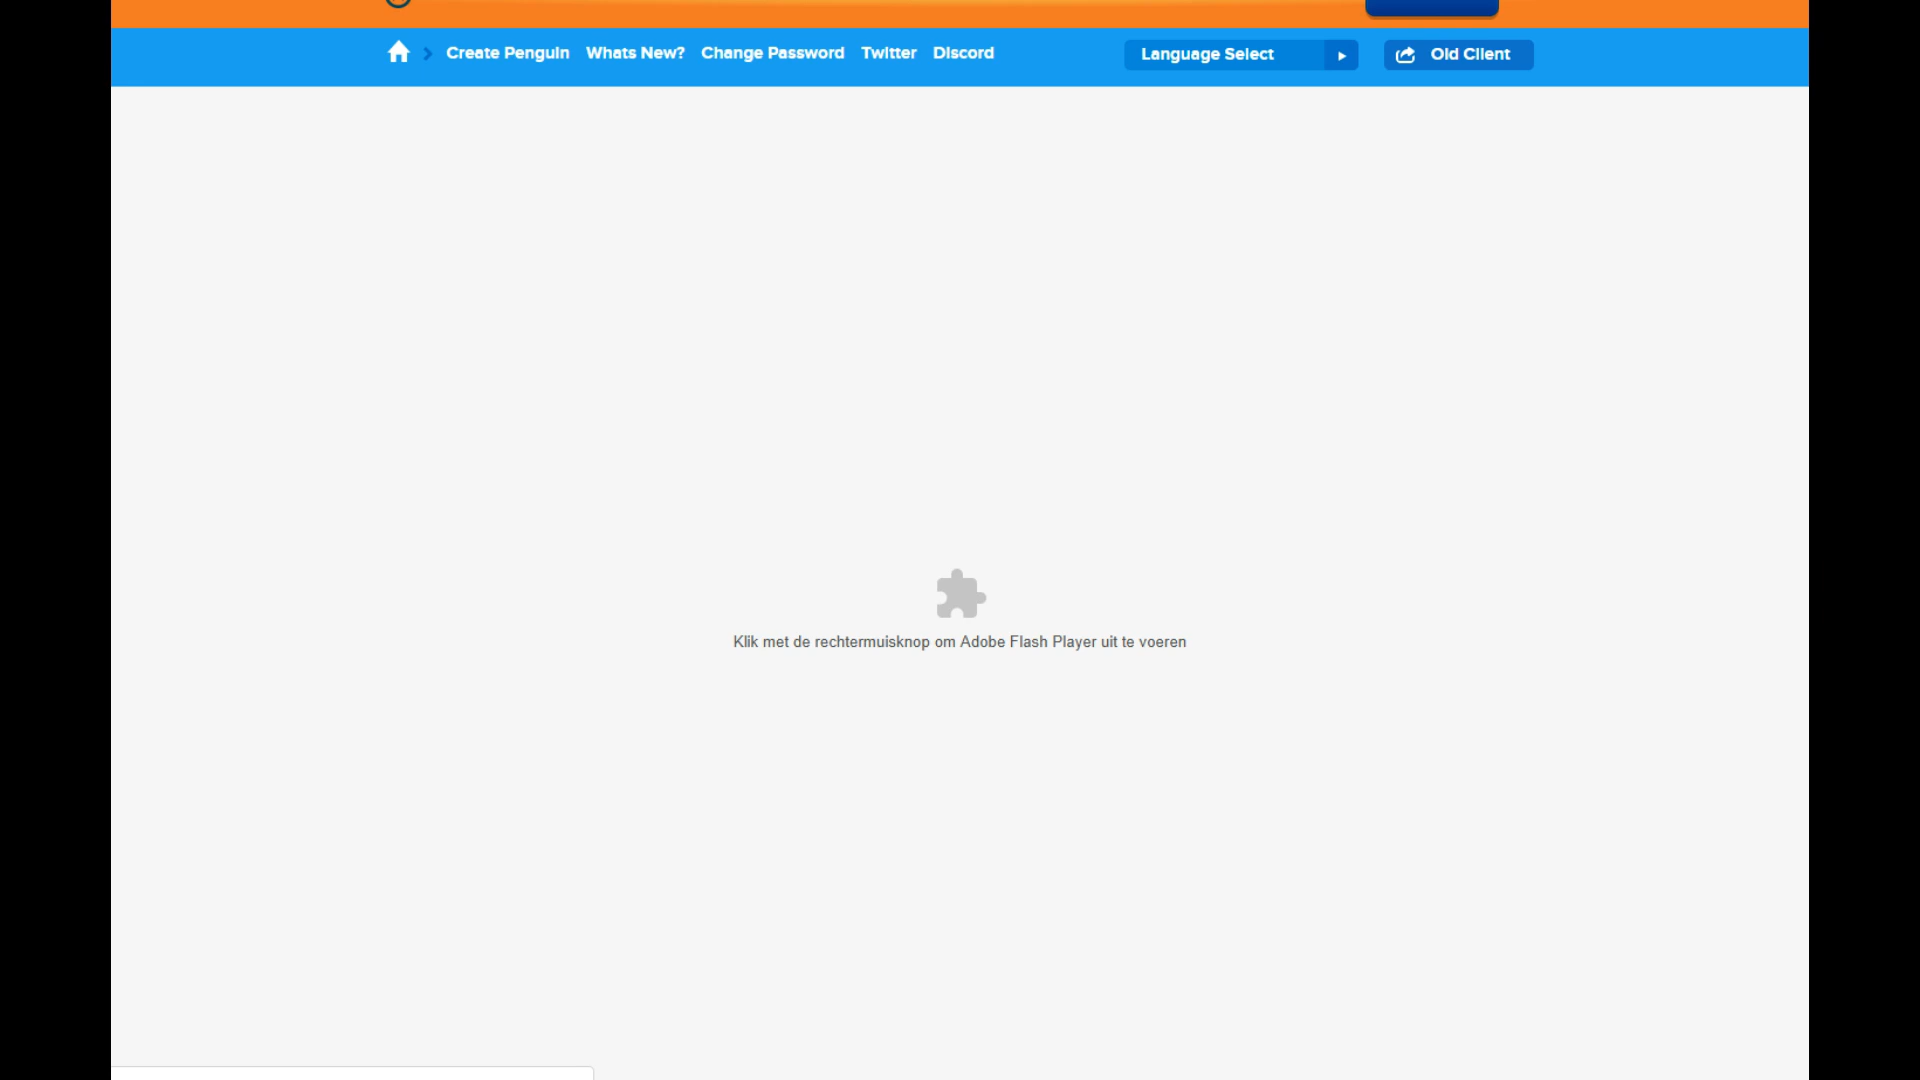 Create Penguin Whats New? Change Password Twitter Discord Language Select Old Client
Klik met de rechtermuisknop om Adobe Flash Player uit te voeren